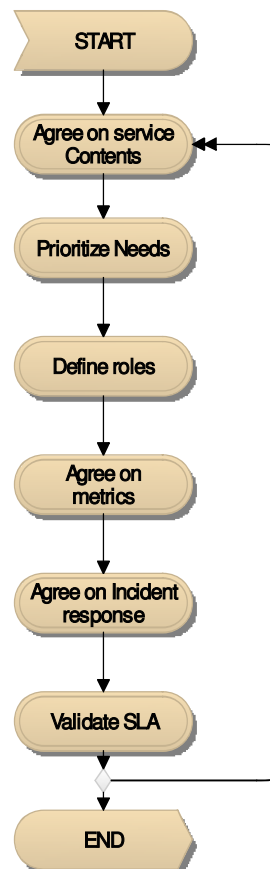 START
Agree on service
Contents
Prioritize Needs
Define roles
Agree on
metrics
Agree on Incident
response
Validate SLA
END